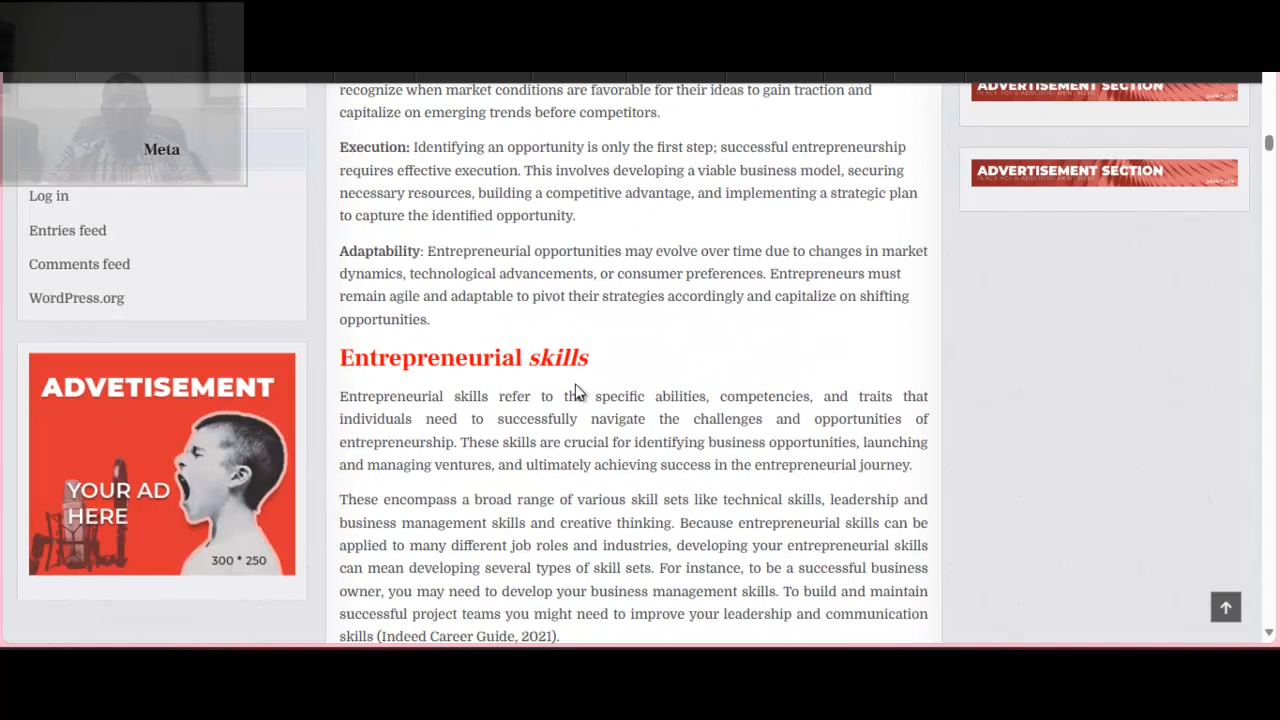 Meta
Log in
Entries feed
Comments feed
WordPress.org
ADVETISEMENT
YOUR AD
HERE
300 * 250
recognize when market conditions are favorable for their ideas to gain traction and
capitalize on emerging trends before competitors.
Execution: Identifying an opportunity is only the first step; successful entrepreneurship
requires effective execution. This involves developing a viable business model, securing
necessary resources, building a competitive advantage, and implementing a strategic plan
to capture the identified opportunity.
Adaptability: Entrepreneurial opportunities may evolve over time due to changes in market
dynamics, technological advancements, or consumer preferences. Entrepreneurs must
remain agile and adaptable to pivot their strategies accordingly and capitalize on shifting
opportunities.
Entrepreneurial skills
Entrepreneurial skills refer to the specific abilities, competencies, and traits that
individuals need to successfully navigate the challenges and opportunities of
entrepreneurship. These skills are crucial for identifying business opportunities, launching
and managing ventures, and ultimately achieving success in the entrepreneurial journey.
These encompass a broad range of various skill sets like technical skills, leadership and
business management skills and creative thinking. Because entrepreneurial skills can be
applied to many different job roles and industries, developing your entrepreneurial skills
can mean developing several types of skill sets. For instance, to be a successful business
owner, you may need to develop your business management skills. To build and maintain
successful project teams you might need to improve your leadership and communication
skills (Indeed Career Guide, 2021).
ADVERTISEMENT SECTION
ADVERTISEMENT SECTION